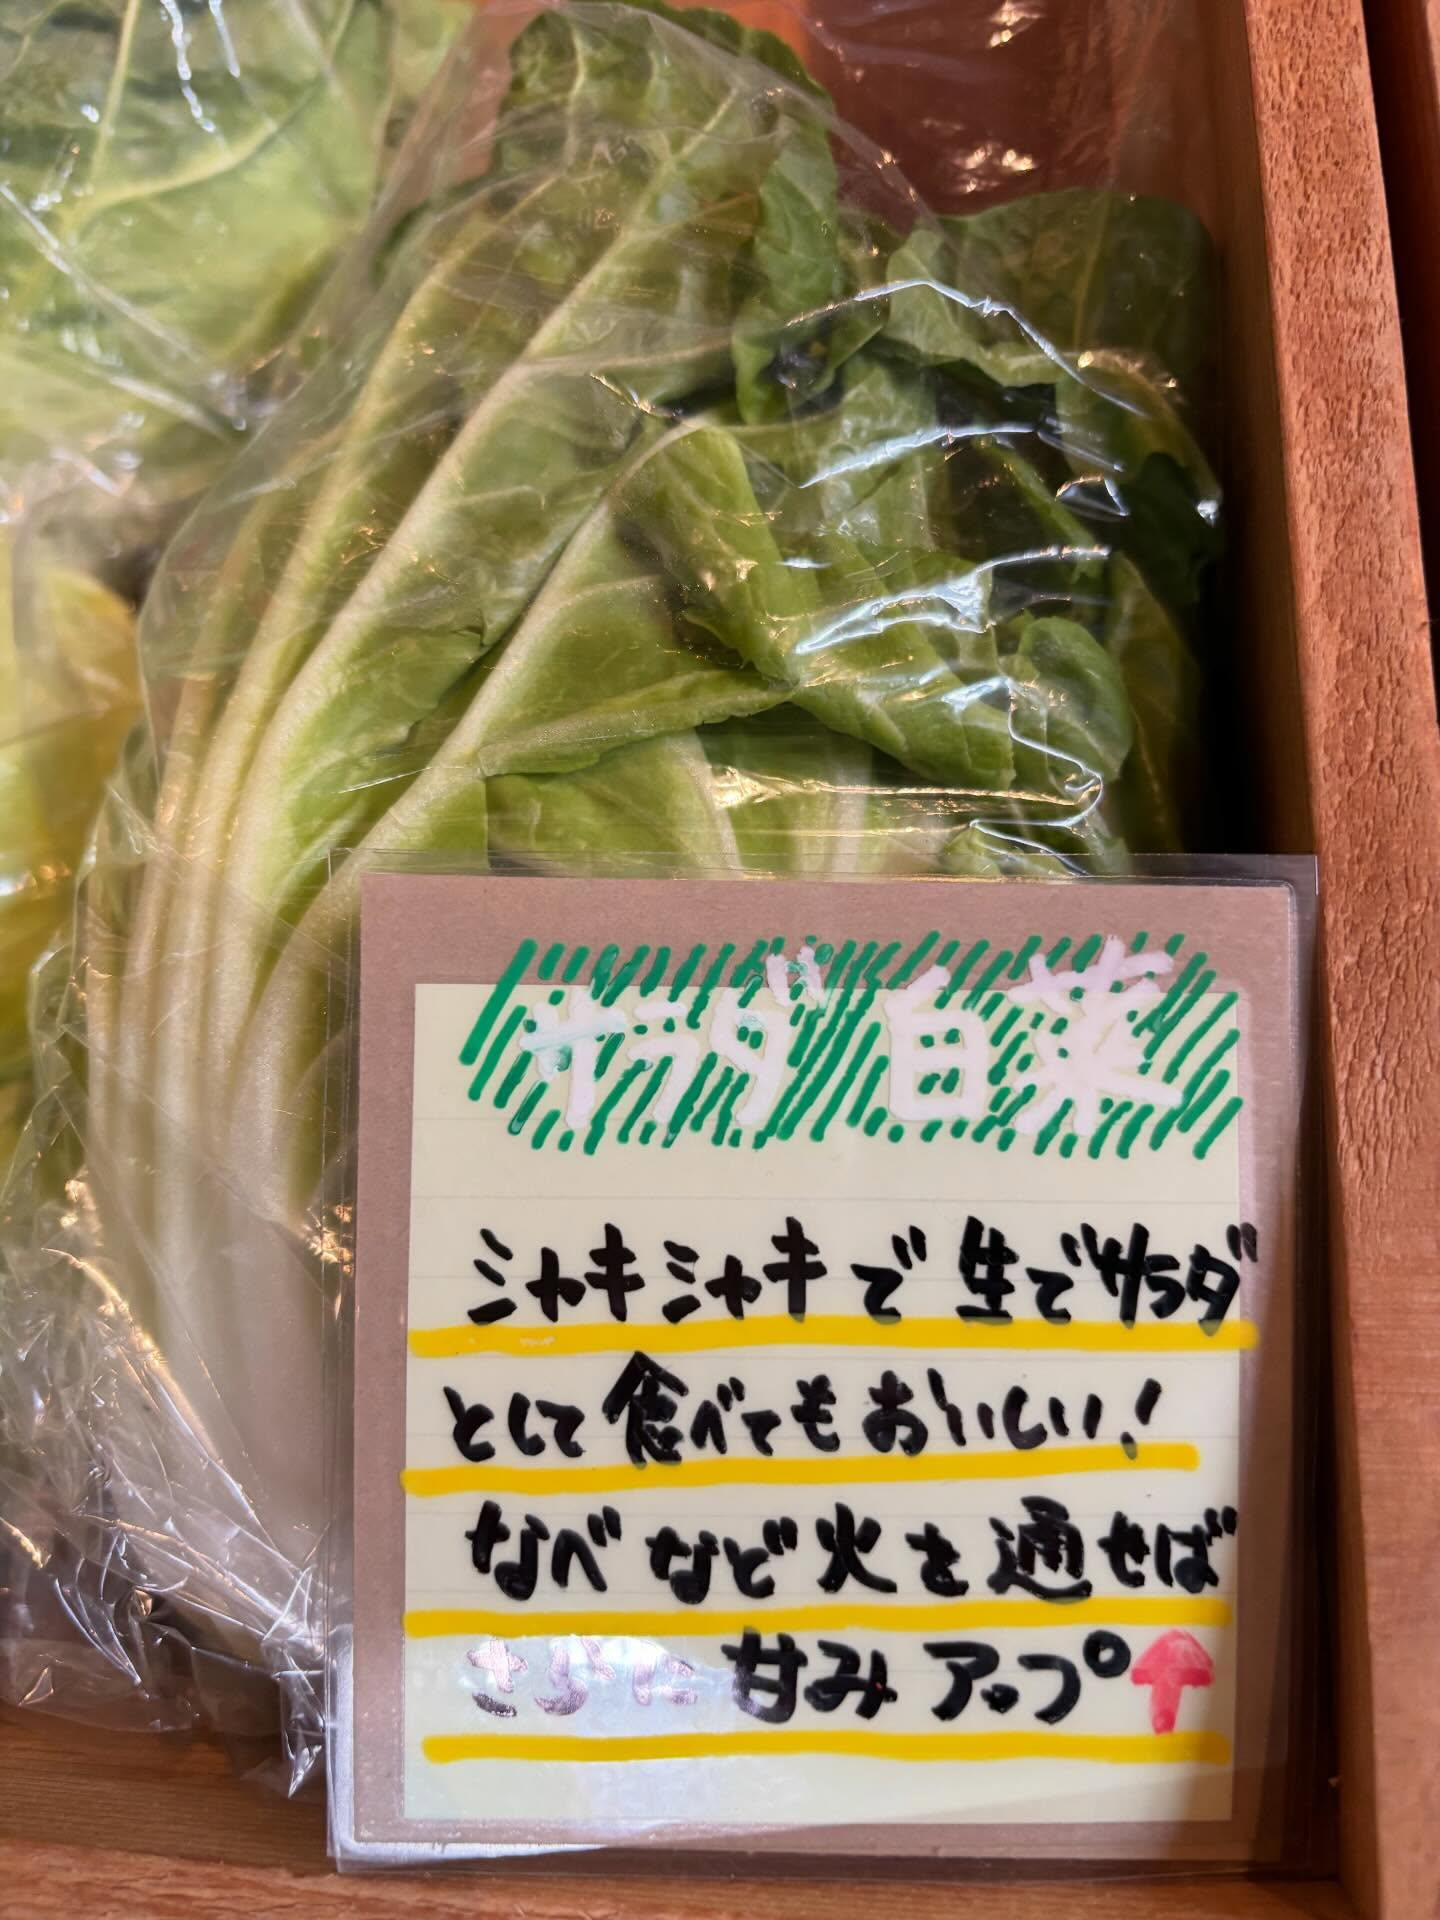 サラダ白菜
シャキシャキで生でサラダ
として食べてもおいしい!
なべなど火を通せば
さらに甘みアップ↑